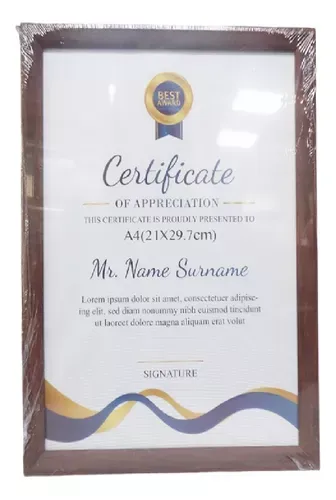 BEST
AWARD
Certificate
OF APPRECIATION
THIS CERTIFICATE IS PROUDLY PRESENTED TO
A4(21X29.7cm)
Mr. Name Surname
Lorem ipsum dolor sit amet, consectetuer adipisc-
ing elit, sed diam nonummy nibh euismod tincidunt
ut laoreet dolore magna aliquam erat volut
SIGNATURE